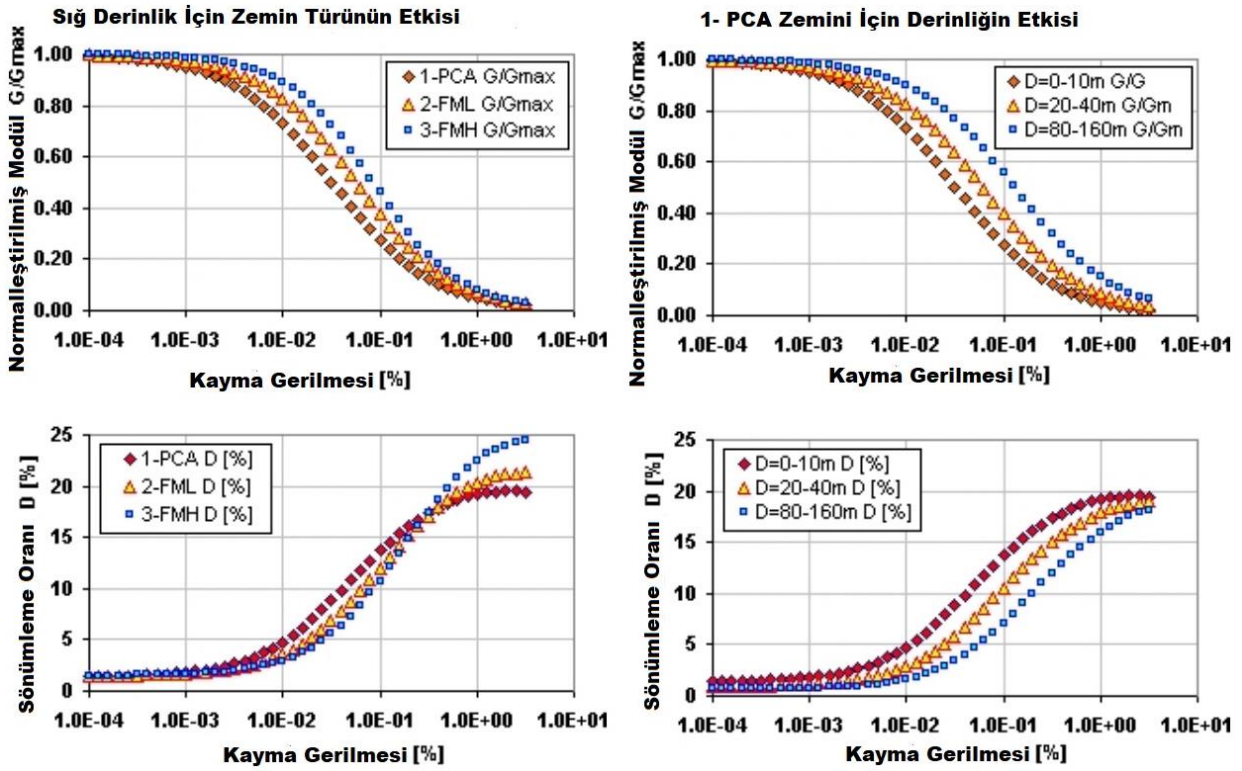 Sığ Derinlik İçin Zemin Türünün Etkisi
Normalleştirilmiş Modül G/Gmax
1.00
0.80
0.60
0.40
0.20
0.00
1-PCA G/Gmax
2-FML G/Gmax
3-FMH G/Gmax
1.0E-04 1.0E-03 1.0E-02 1.0E-01 1.0E+00 1.0E+01
Kayma Gerilmesi [%]
1- PCA Zemini İçin Derinliğin Etkisi
Normalleştirilmiş Modül G/Gmax
1.00
0.80
0.60
0.40
0.20
0.00
D=0-10m G/G
D=20-40m G/Gm
D=80-160m G/Gm
1.0E-04 1.0E-03 1.0E-02 1.0E-01 1.0E+00 1.0E+01
Kayma Gerilmesi [%]
Sönümleme Oranı D [%]
25
20
15
10
5
0
1-PCA D [%]
2-FML D [%]
3-FMH D [%]
1.0E-04 1.0E-03 1.0E-02 1.0E-01 1.0E+00 1.0E+01
Kayma Gerilmesi [%]
Sönümleme Oranı D [%]
25
20
15
10
5
0
D=0-10m D [%]
D=20-40m D [%]
D=80-160m D [%]
1.0E-04 1.0E-03 1.0E-02 1.0E-01 1.0E+00 1.0E+01
Kayma Gerilmesi [%]